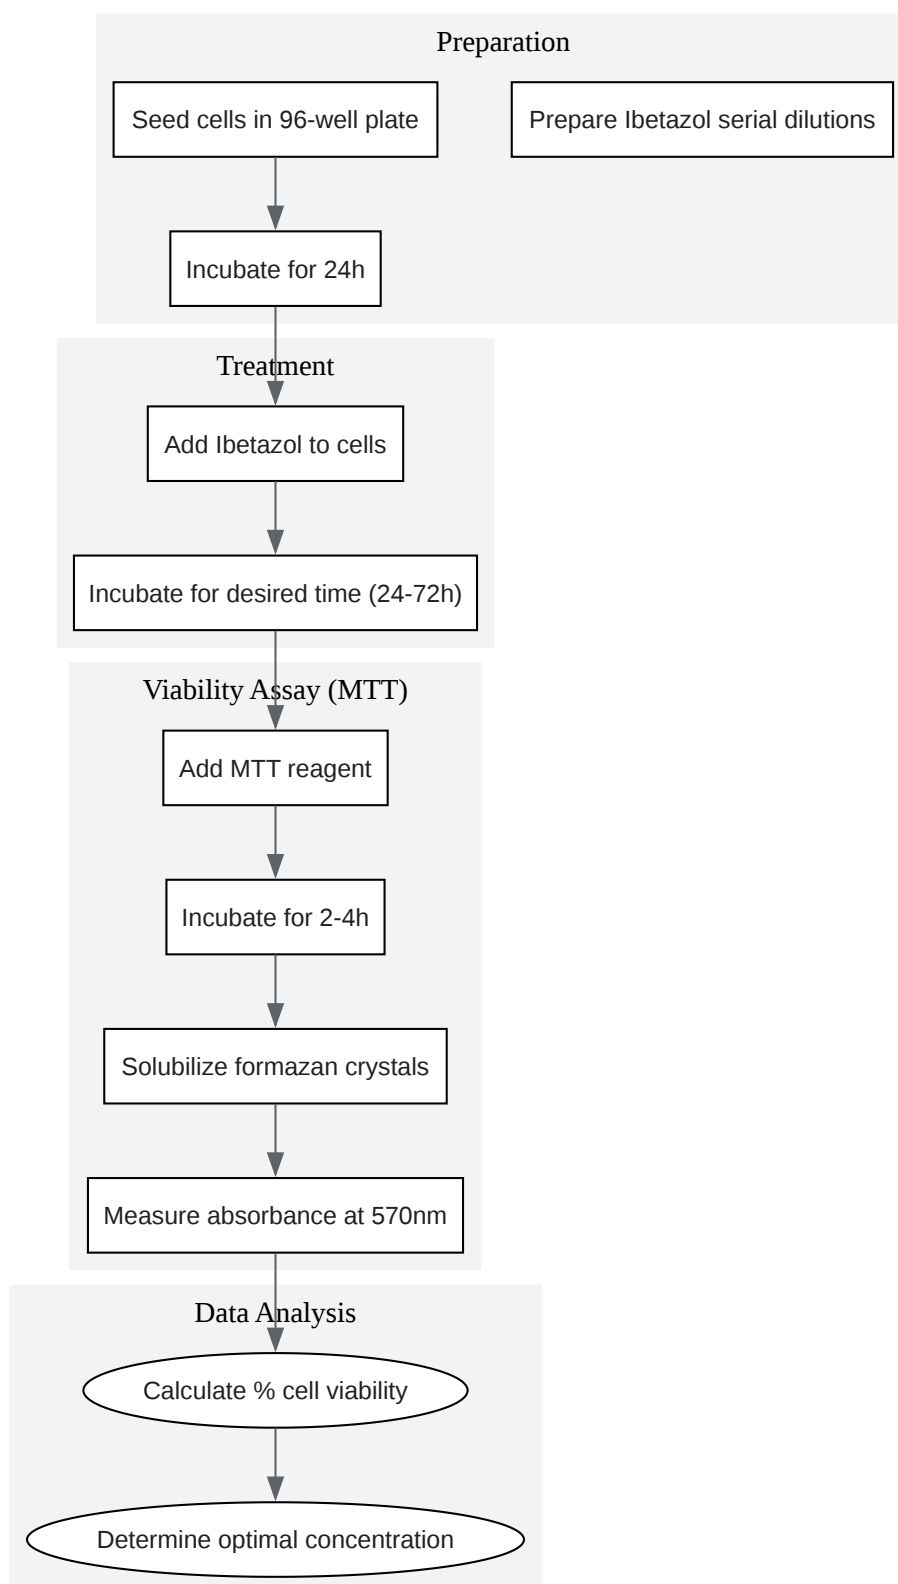 Preparation
Seed cells in 96-well plate
Prepare Ibetazol serial dilutions
Incubate for 24h
Treatment
Add Ibetazol to cells
Incubate for desired time (24-72h)
Viability Assay (MTT)
Add MTT reagent
Incubate for 2-4h
Solubilize formazan crystals
Measure absorbance at 570nm
Data Analysis
Calculate % cell viability
Determine optimal concentration